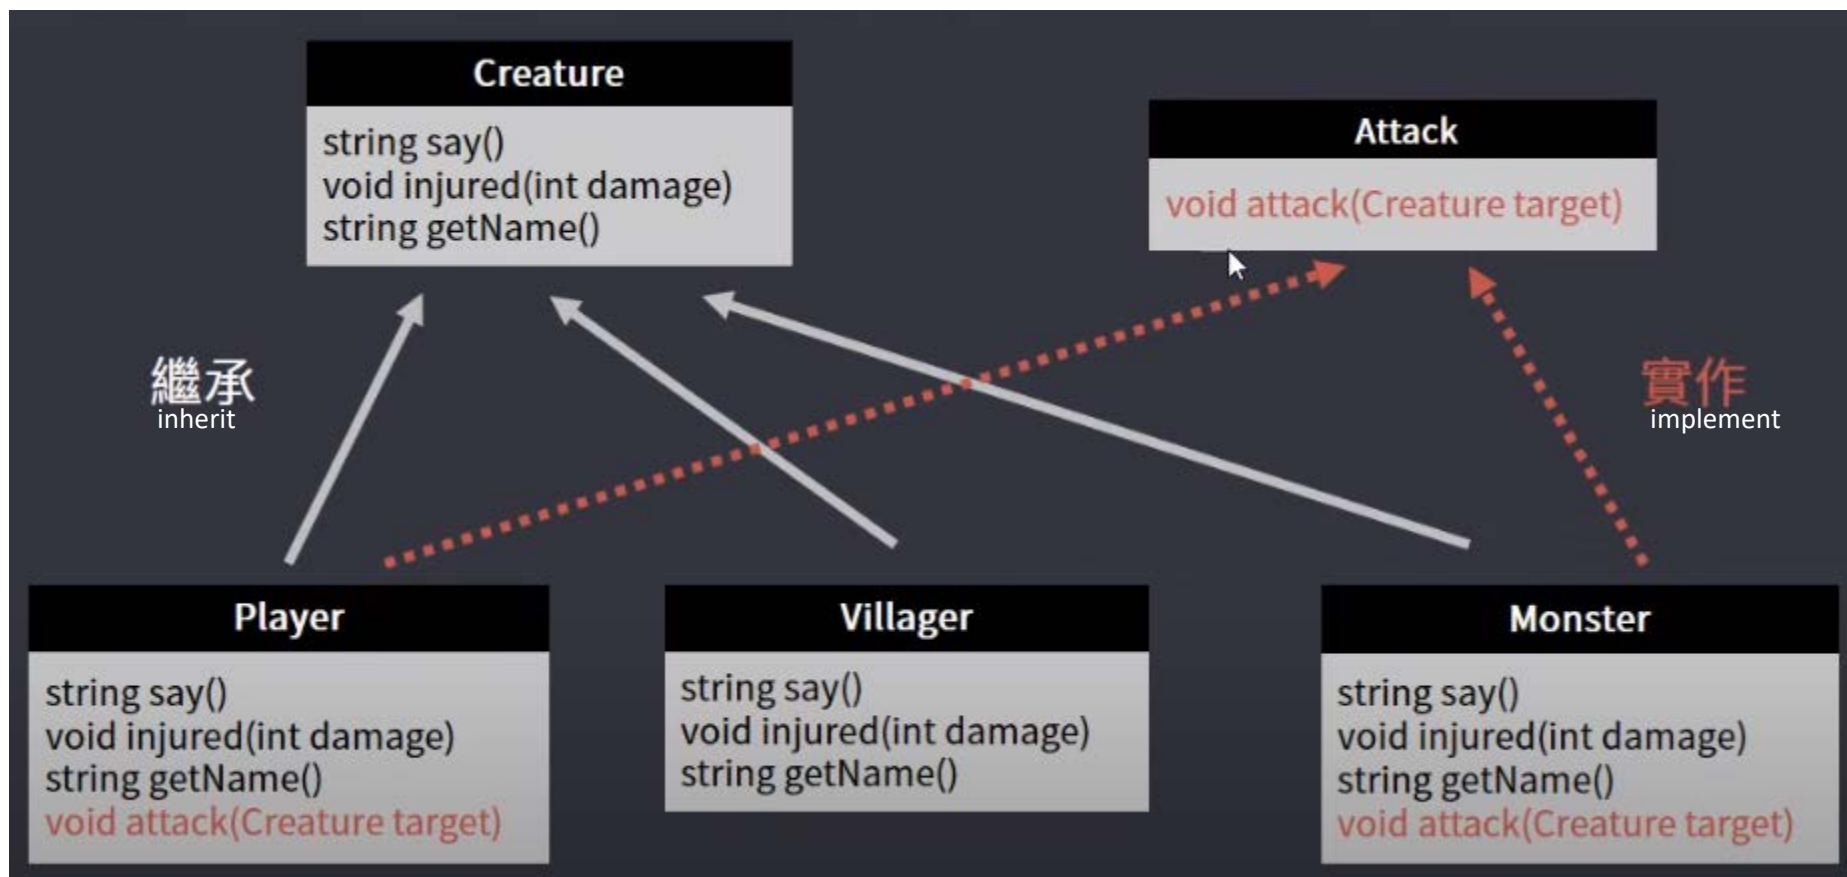 Creature
string say()
void injured(int damage)
string getName()
Attack
void attack(Creature target)
繼承
inherit
實作
implement
Player
string say()
void injured(int damage)
string getName()
void attack(Creature target)
Villager
string say()
void injured(int damage)
string getName()
Monster
string say()
void injured(int damage)
string getName()
void attack(Creature target)